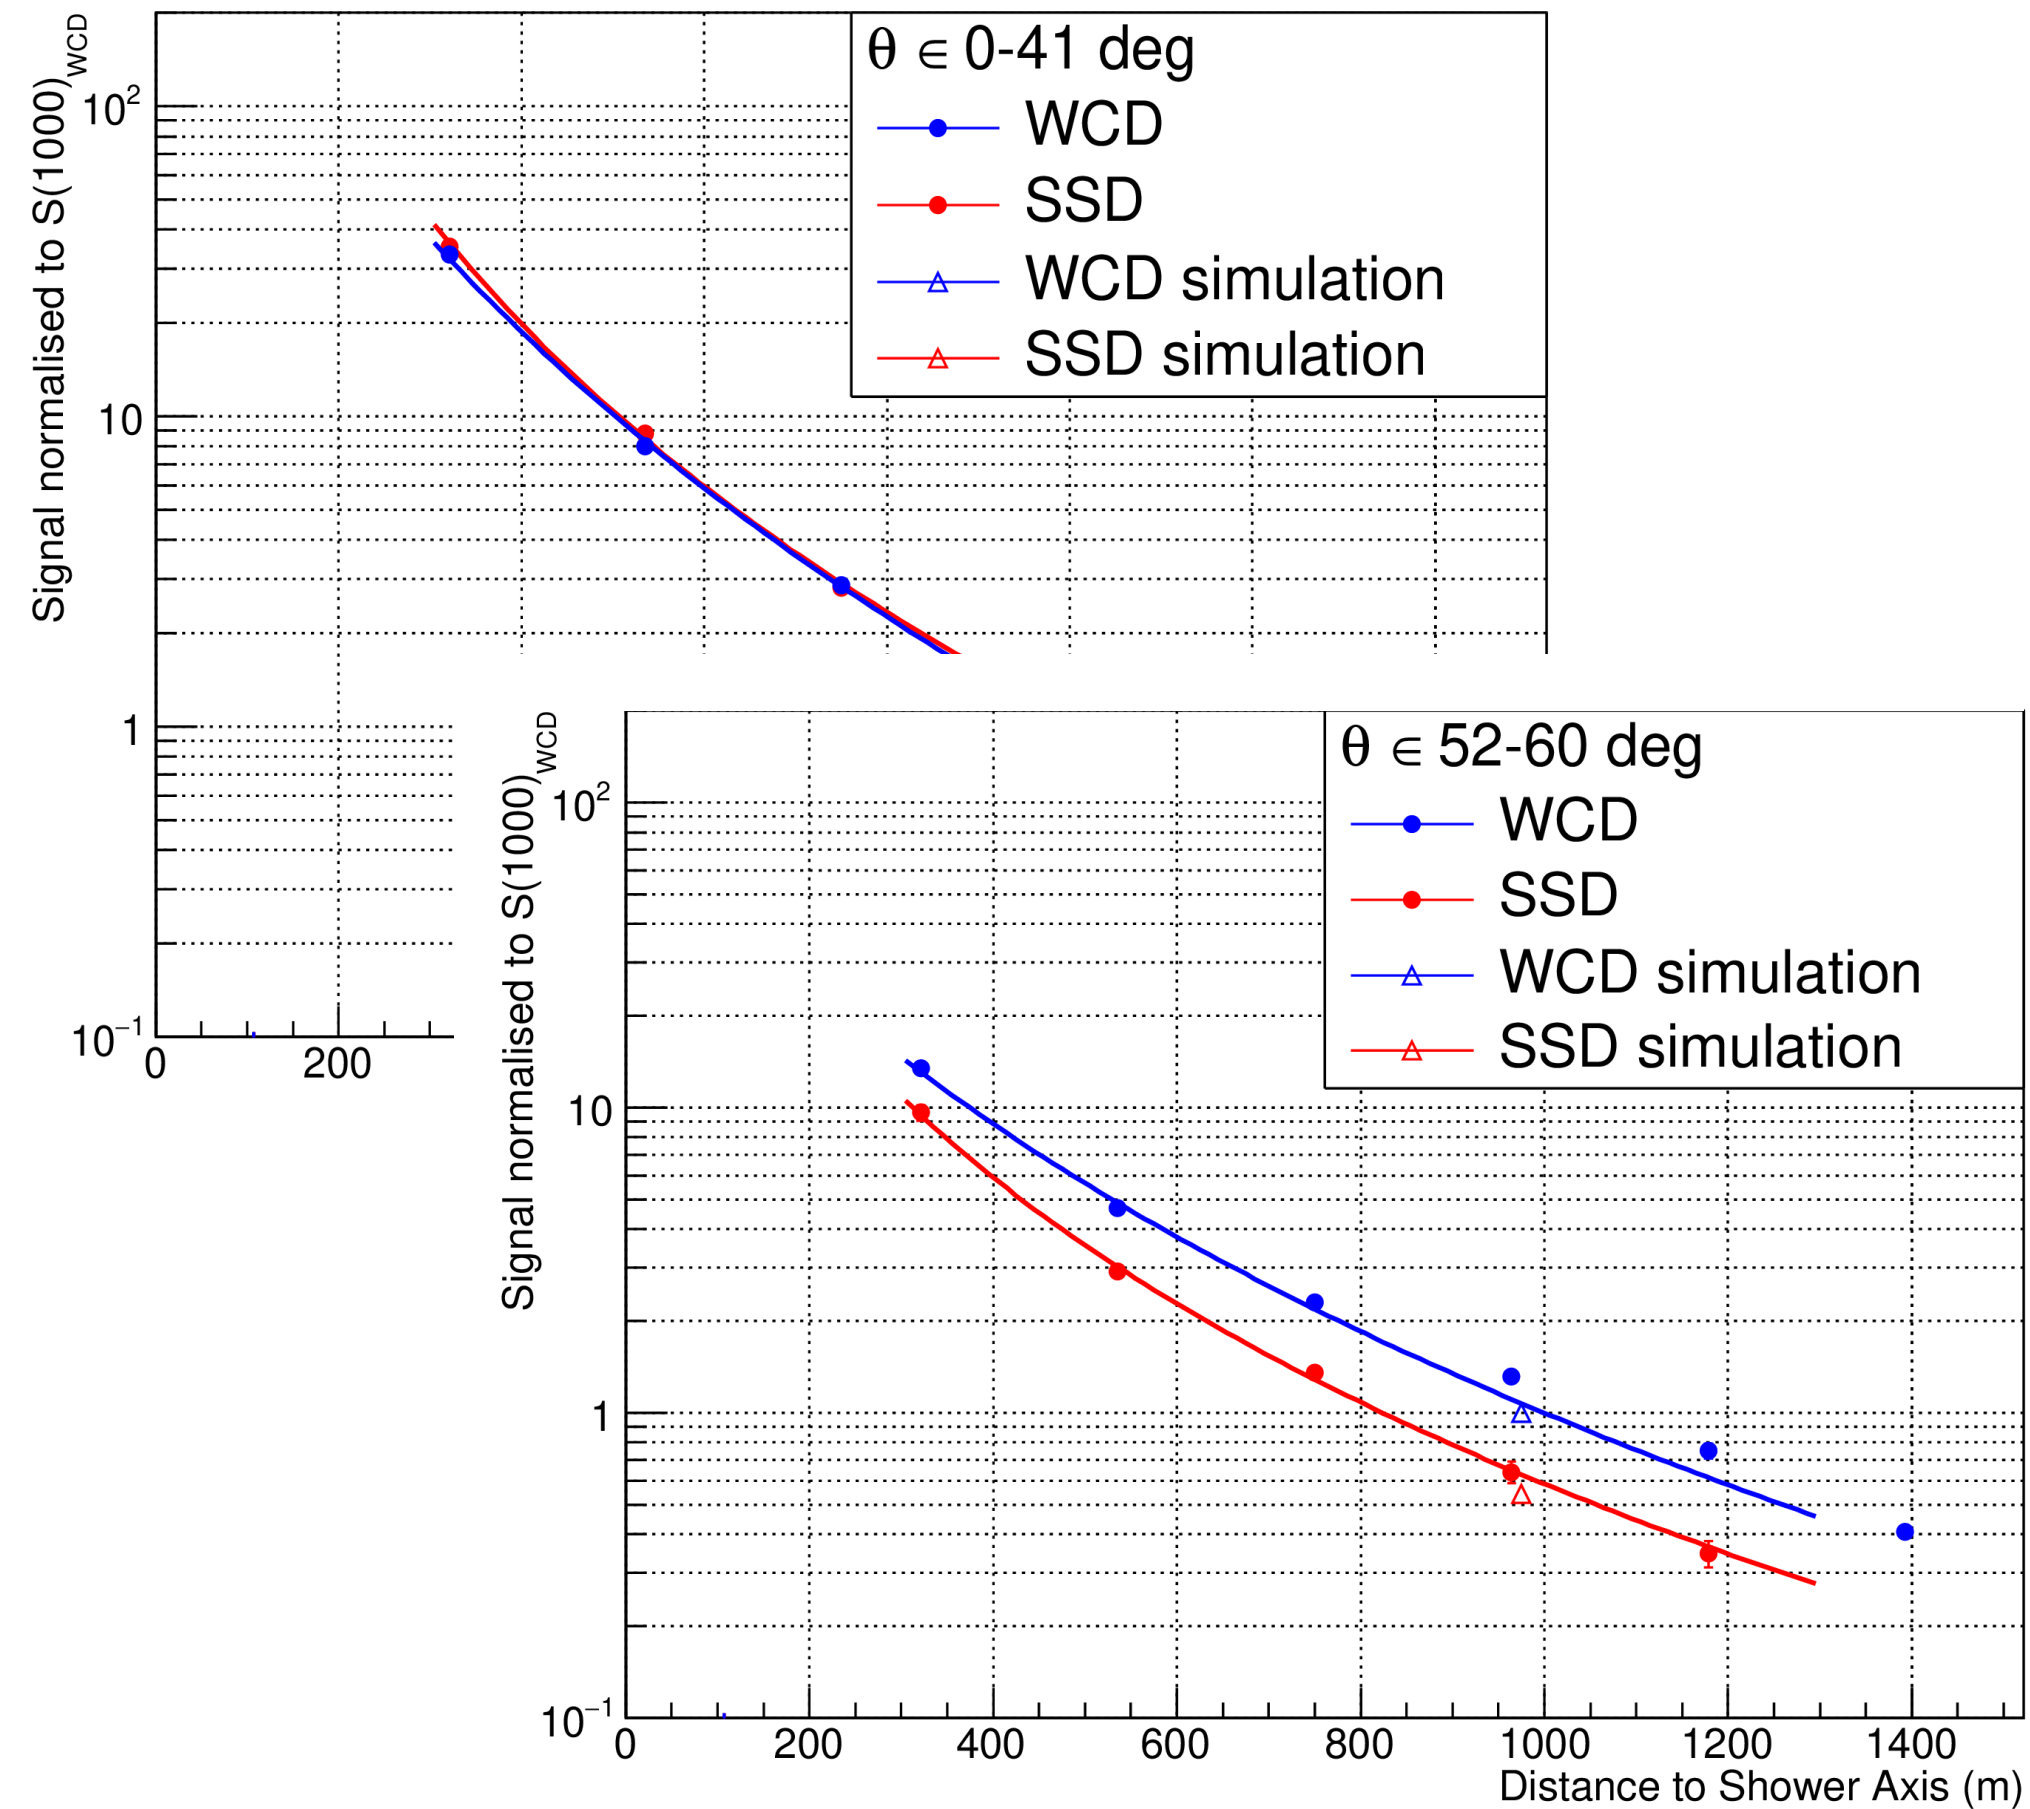 Signal normalised to S(1000)WCD
θ ∈ 0-41 deg
WCD
SSD
WCD simulation
SSD simulation
10²
10
1
10⁻¹
0 200
Signal normalised to S(1000)WCD
θ ∈ 52-60 deg
WCD
SSD
WCD simulation
SSD simulation
10²
10
1
10⁻¹
0 200 400 600 800 1000 1200 1400
Distance to Shower Axis (m)